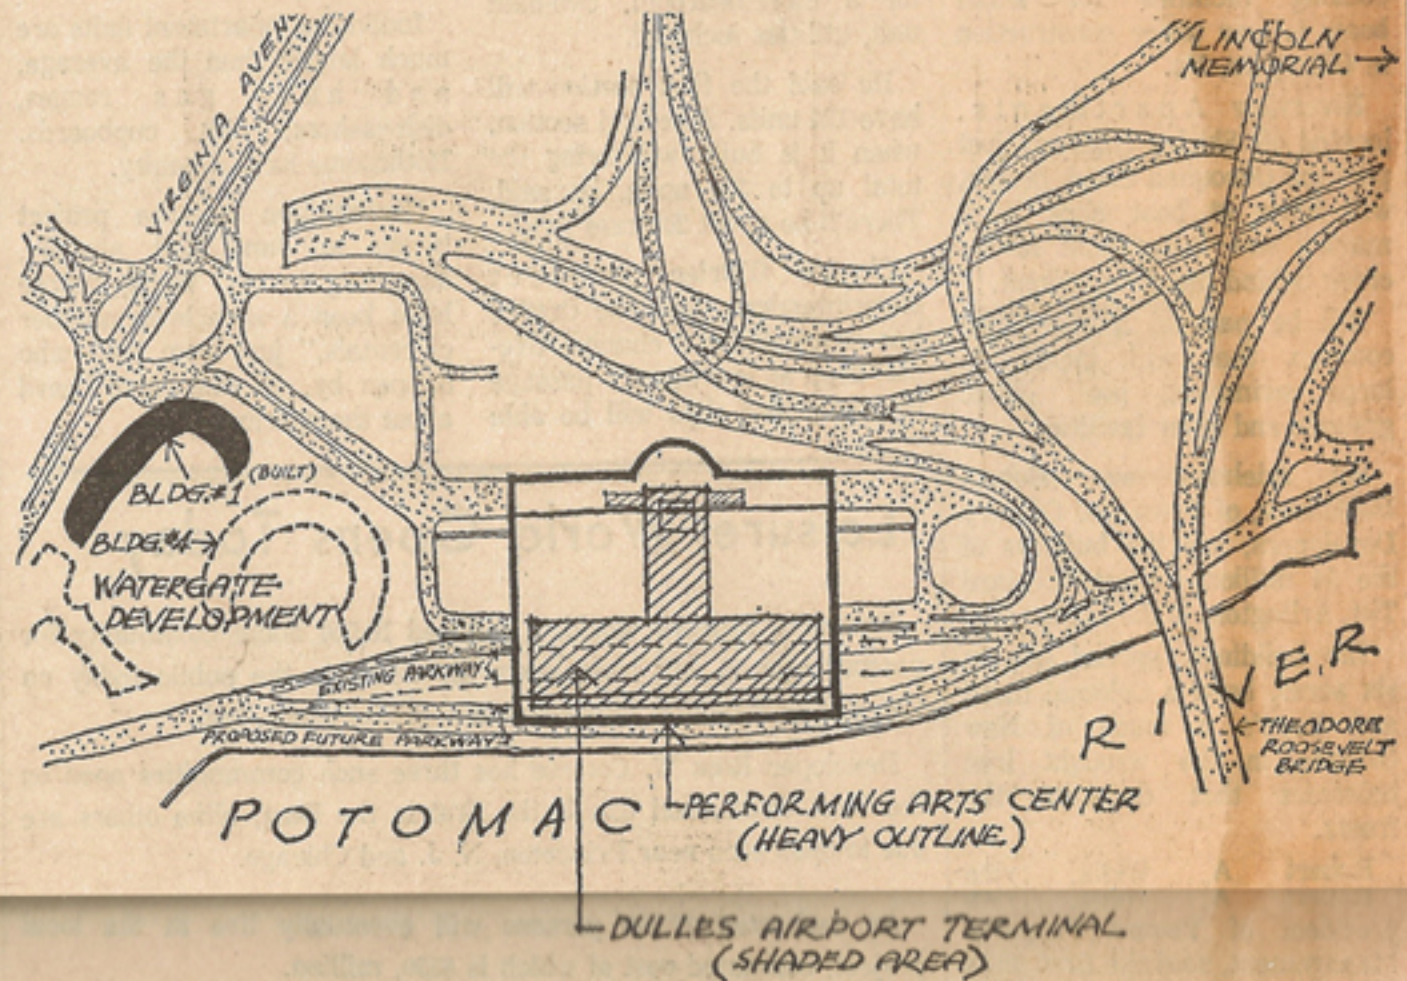 VIRGINIA AVEN
LINCOLN
MEMORIAL →
BLDG.#1 (BUILT)
BLDG.#4→
WATERGATE
DEVELOPMENT
EXISTING PARKWAY
PROPOSED FUTURE PARKWAY
POTOMAC RIVER
THEODORE
ROOSEVELT
BRIDGE
PERFORMING ARTS CENTER
(HEAVY OUTLINE)
DULLES AIRPORT TERMINAL
(SHADED AREA)